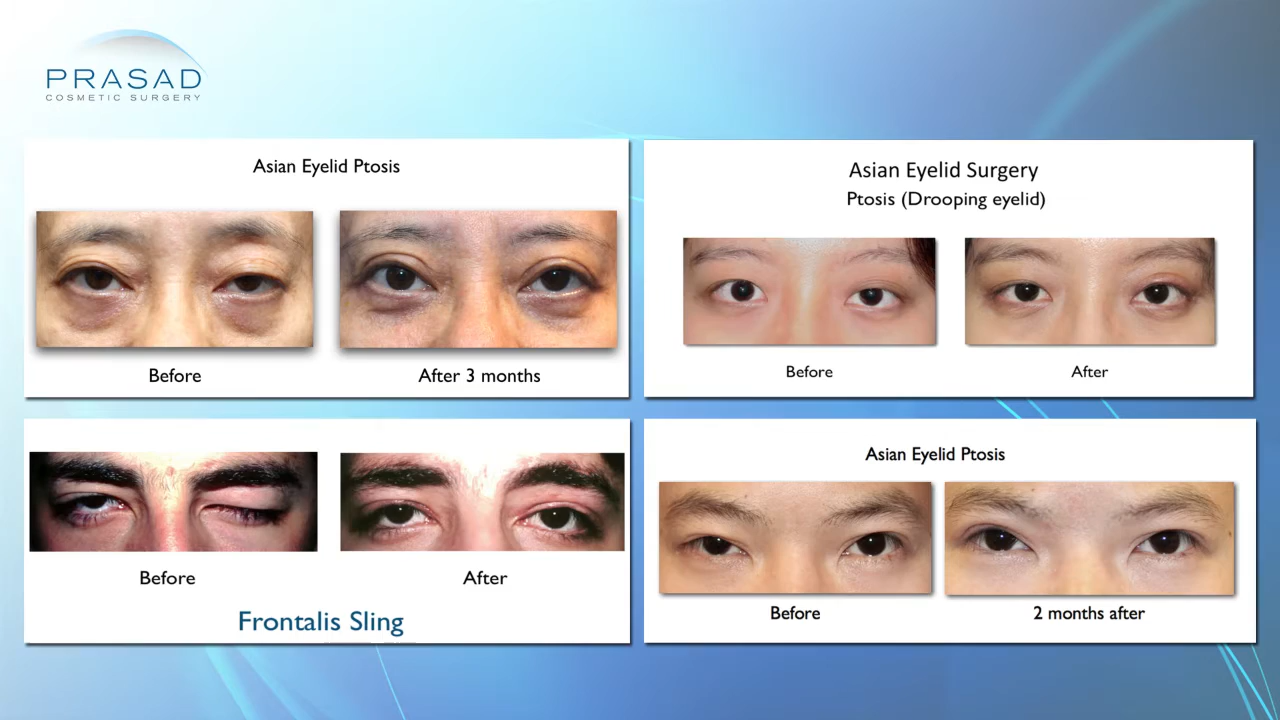 PRASAD
COSMETIC SURGERY
Asian Eyelid Ptosis
Before
After 3 months
Asian Eyelid Surgery
Ptosis (Drooping eyelid)
Before
After
Before
After
Frontalis Sling
Asian Eyelid Ptosis
Before
2 months after